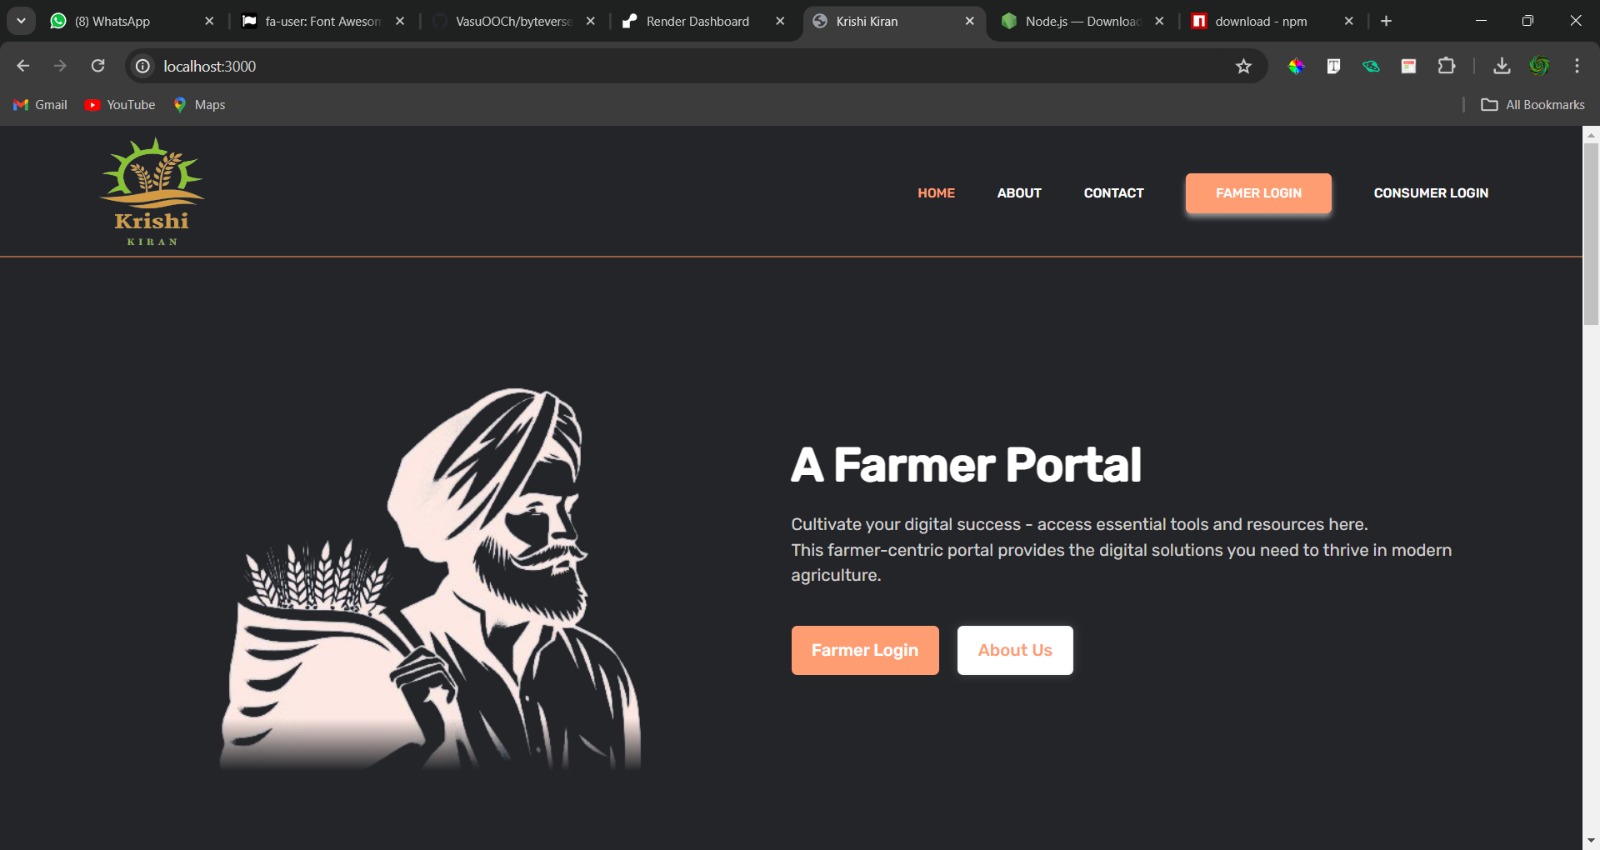 (8) WhatsApp
fa-user: Font Awesom
VasuOOCh/byteverse
Render Dashboard
Krishi Kiran
Node.js — Download
download - npm
localhost:3000
Gmail
YouTube
Maps
All Bookmarks
Krishi
KIRAN
HOME
ABOUT
CONTACT
FAMER LOGIN
CONSUMER LOGIN
A Farmer Portal
Cultivate your digital success - access essential tools and resources here.
This farmer-centric portal provides the digital solutions you need to thrive in modern
agriculture.
Farmer Login
About Us